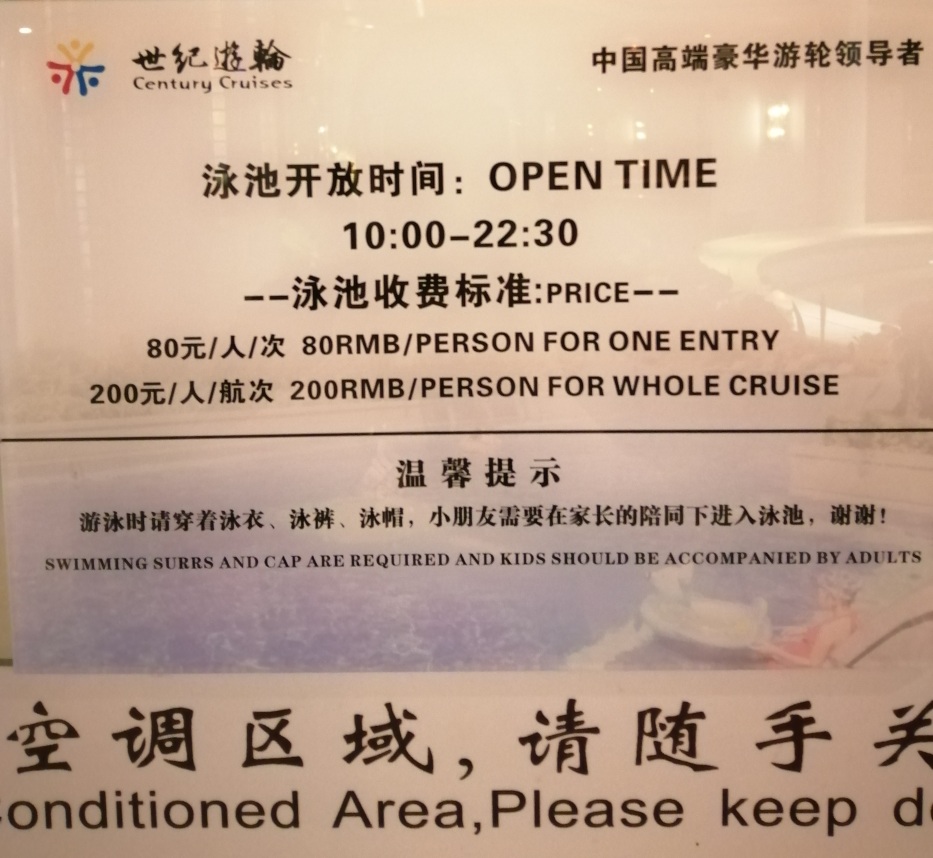 世纪遊輪
Century Cruises
中国高端豪华游轮领导者
泳池开放时间：OPEN TIME
10:00–22:30
––泳池收费标准:PRICE––
80元/人/次 80RMB/PERSON FOR ONE ENTRY
200元/人/航次 200RMB/PERSON FOR WHOLE CRUISE
温馨提示
游泳时请穿着泳衣、泳裤、泳帽，小朋友需要在家长的陪同下进入泳池，谢谢！
SWIMMING SURRS AND CAP ARE REQUIRED AND KIDS SHOULD BE ACCOMPANIED BY ADULTS
空调区域,请随手关
onditioned Area,Please keep d